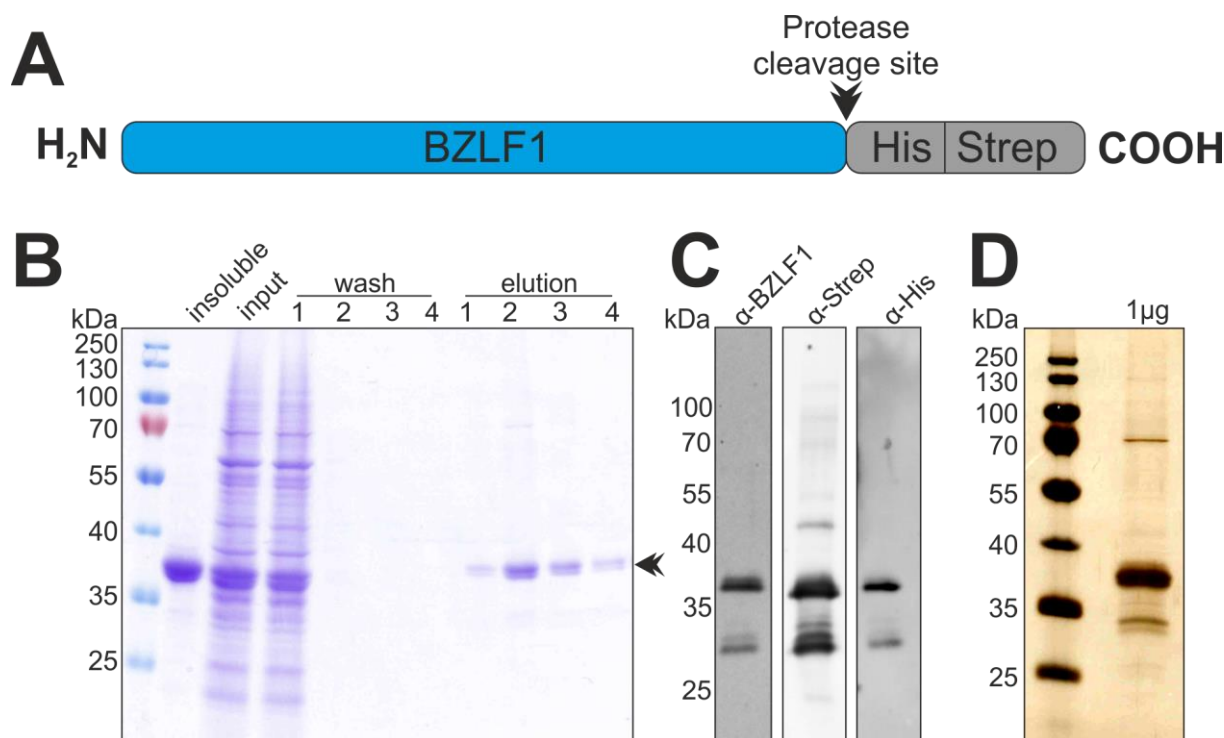 A
Protease
cleavage site
H₂N
BZLF1
His
Strep
COOH
B
insoluble
input
wash
elution
kDa
1 2 3 4
1 2 3 4
250
130
100
70
55
40
35
25
C
α-BZLF1
α-Strep
α-His
kDa
100
70
55
40
35
25
D
1µg
kDa
250
130
100
70
55
40
35
25